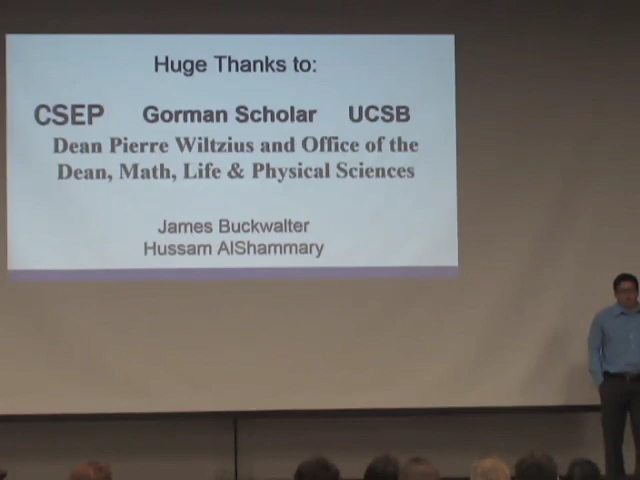 Huge Thanks to:
CSEP Gorman Scholar UCSB
Dean Pierre Wiltzius and Office of the
Dean, Math, Life & Physical Sciences
James Buckwalter
Hussam AlShammary